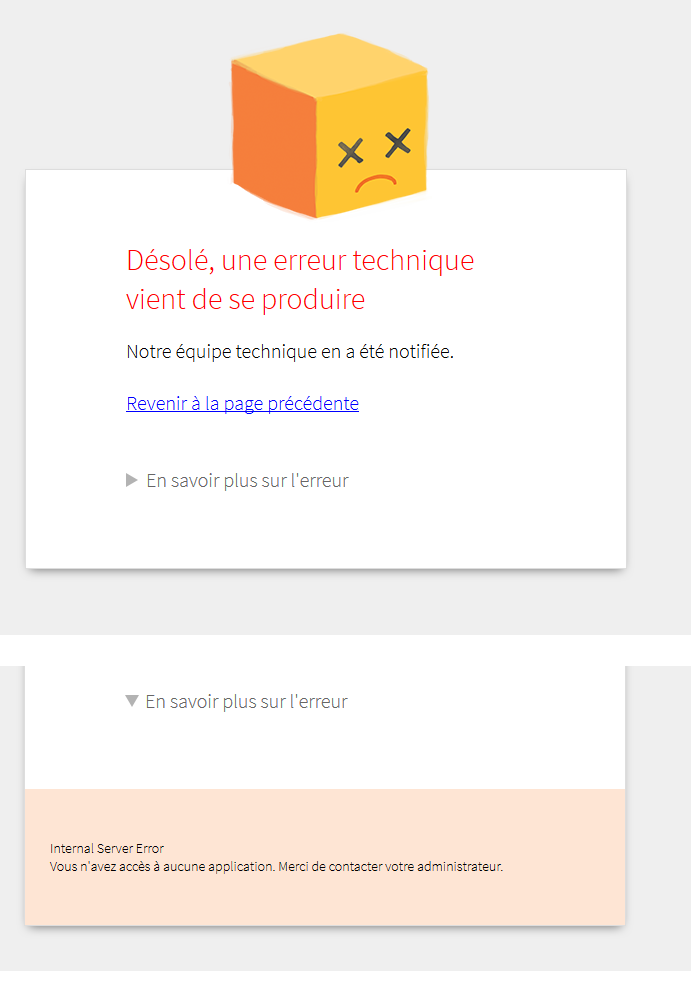 Désolé, une erreur technique
vient de se produire
Notre équipe technique en a été notifiée.
Revenir à la page précédente
En savoir plus sur l'erreur
En savoir plus sur l'erreur
Internal Server Error
Vous n'avez accès à aucune application. Merci de contacter votre administrateur.